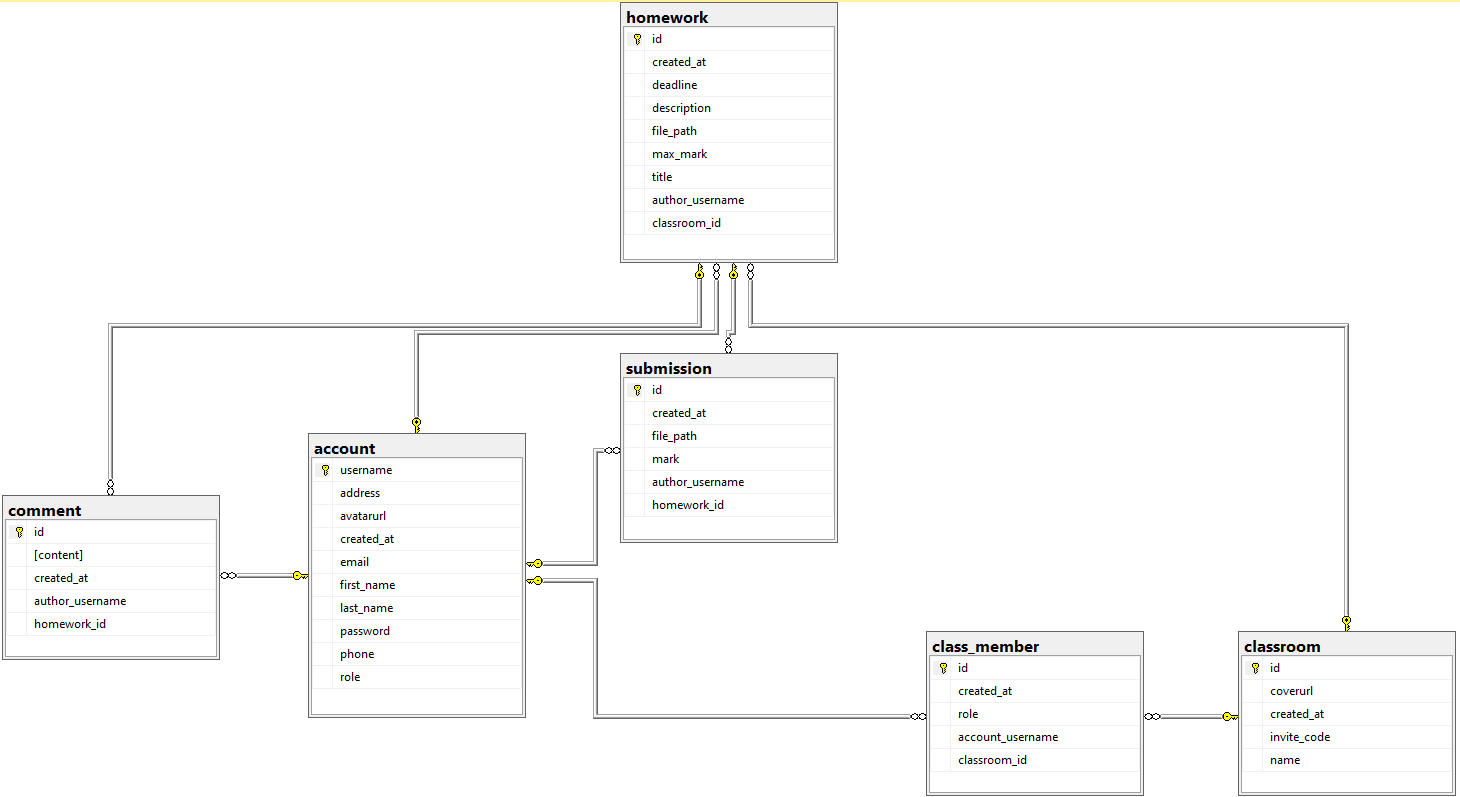 homework
id
created_at
deadline
description
file_path
max_mark
title
author_username
classroom_id
submission
id
created_at
file_path
mark
author_username
homework_id
account
username
address
avatarurl
created_at
email
first_name
last_name
password
phone
role
comment
id
[content]
created_at
author_username
homework_id
class_member
id
created_at
role
account_username
classroom_id
classroom
id
coverurl
created_at
invite_code
name